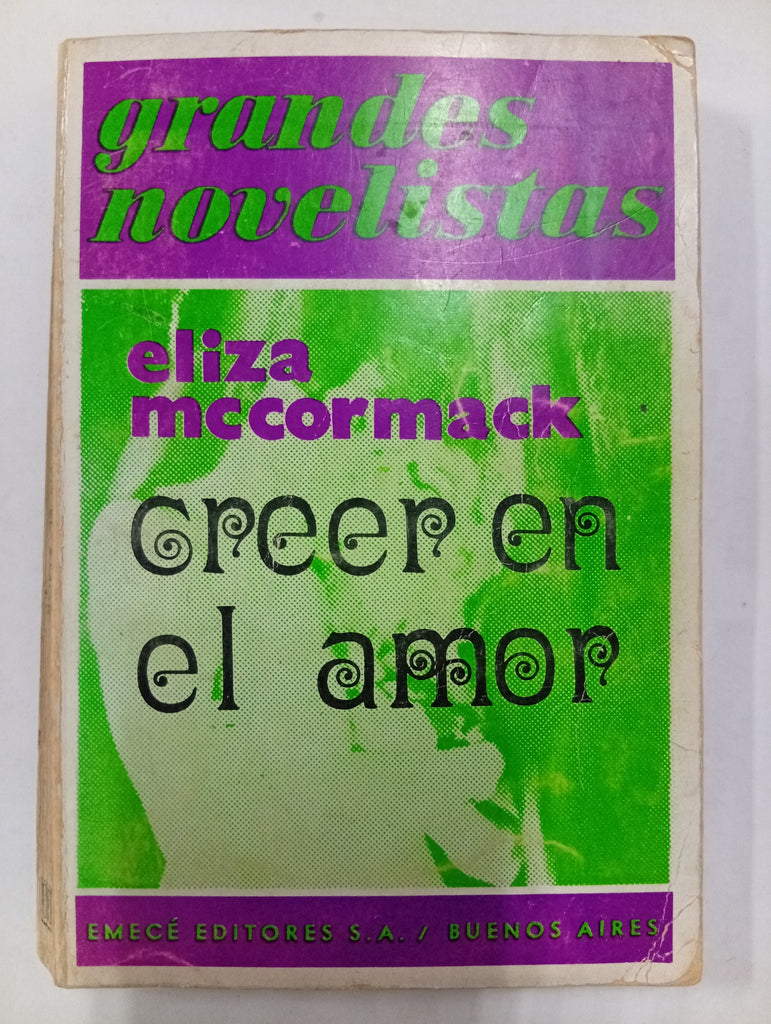 grandes
novelistas
eliza
mccormack
creer en
el amor
EMECÉ EDITORES S.A. / BUENOS AIRES